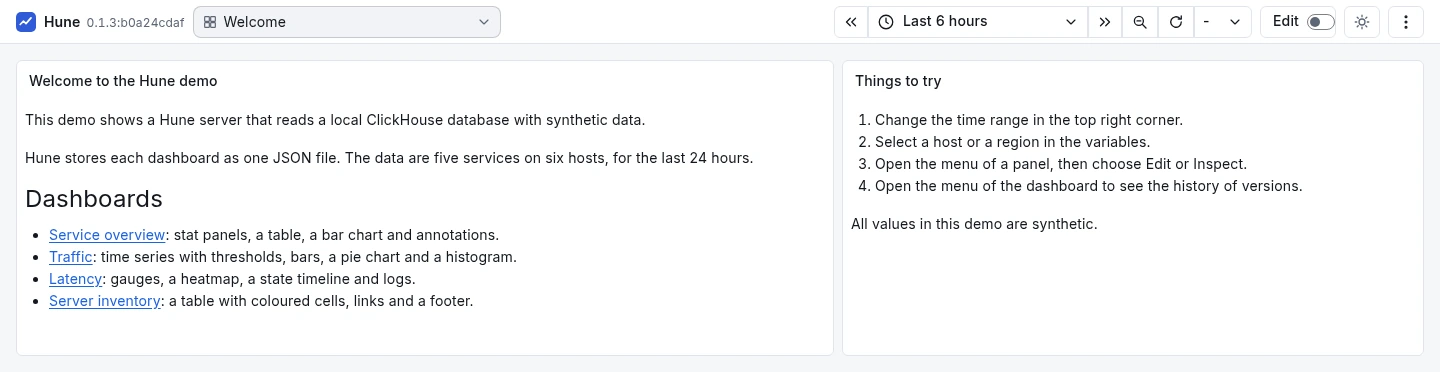 Hune 0.1.3:b0a24cdaf Welcome Last 6 hours - Edit
Welcome to the Hune demo
This demo shows a Hune server that reads a local ClickHouse database with synthetic data.
Hune stores each dashboard as one JSON file. The data are five services on six hosts, for the last 24 hours.
Dashboards
Service overview: stat panels, a table, a bar chart and annotations.
Traffic: time series with thresholds, bars, a pie chart and a histogram.
Latency: gauges, a heatmap, a state timeline and logs.
Server inventory: a table with coloured cells, links and a footer.
Things to try
1. Change the time range in the top right corner.
2. Select a host or a region in the variables.
3. Open the menu of a panel, then choose Edit or Inspect.
4. Open the menu of the dashboard to see the history of versions.
All values in this demo are synthetic.